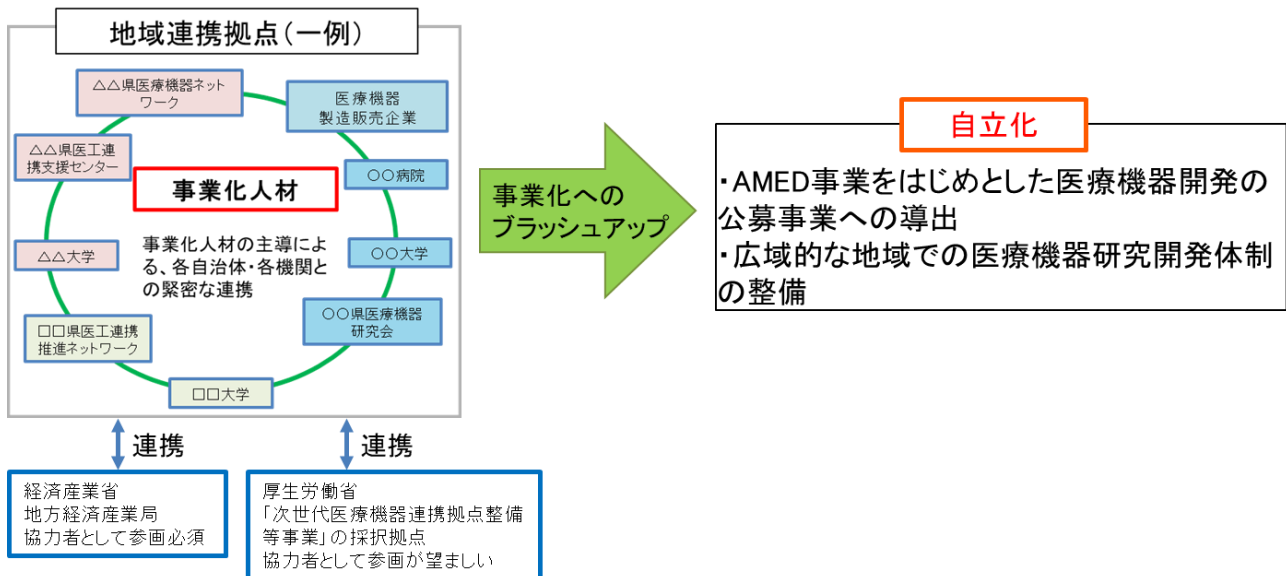 地域連携拠点(一例)
△△県医療機器ネット
ワーク
医療機器
製造販売企業
△△県医工連
携支援センター
○○病院
事業化人材
事業化人材の主導によ
る、各自治体・各機関と
の緊密な連携
△△大学
○○大学
□□県医工連携
推進ネットワーク
○○県医療機器
研究会
□□大学
連携
連携
経済産業省
地方経済産業局
協力者として参画必須
厚生労働省
「次世代医療機器連携拠点整備
等事業」の採択拠点
協力者として参画が望ましい
事業化への
ブラッシュアップ
自立化
・AMED事業をはじめとした医療機器開発の
公募事業への導出
・広域的な地域での医療機器研究開発体制
の整備